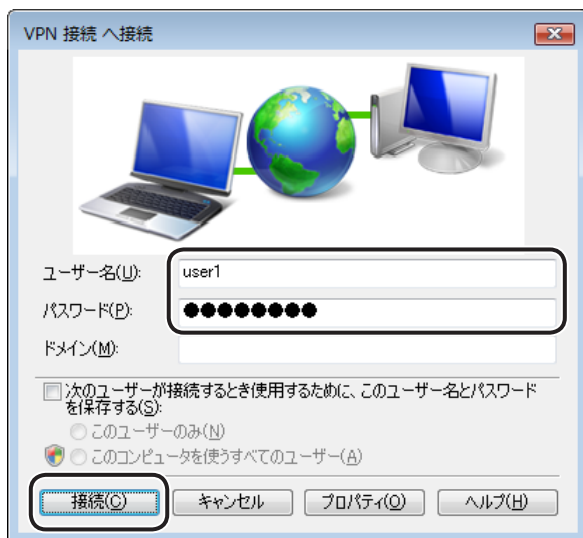 VPN 接続 へ接続
ユーザー名(U):
user1
パスワード(P):
●●●●●●●●
ドメイン(M):
次のユーザーが接続するとき使用するために、このユーザー名とパスワード
を保存する(S):
このユーザーのみ(N)
このコンピュータを使うすべてのユーザー(A)
接続(C) キャンセル プロパティ(O) ヘルプ(H)